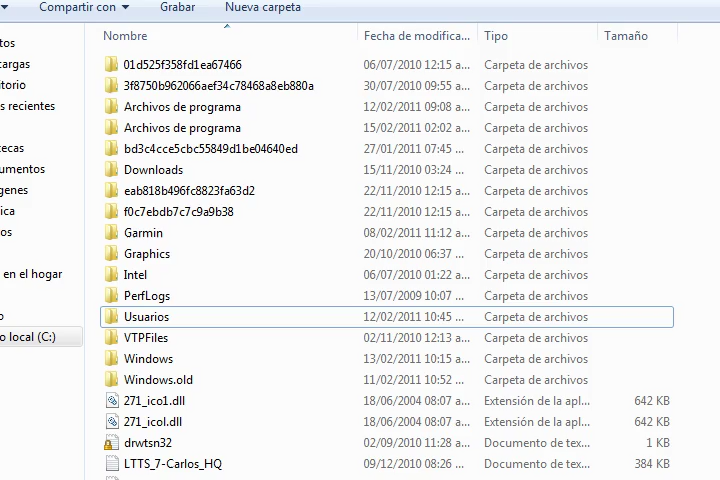 Compartir con Grabar Nueva carpeta
Nombre Fecha de modifica... Tipo Tamaño
tos
cargas
itorio
s recientes
tecas
umentos
genes
ica
os
en el hogar
o
o local (C:)
01d525f358fd1ea67466 06/07/2010 12:15 a... Carpeta de archivos
3f8750b962066aef34c78468a8eb880a 30/07/2010 09:55 ... Carpeta de archivos
Archivos de programa 12/02/2011 09:08 ... Carpeta de archivos
Archivos de programa 15/02/2011 02:02 ... Carpeta de archivos
bd3c4cce5cbc55849d1be04640ed 27/01/2011 07:45 ... Carpeta de archivos
Downloads 15/11/2010 03:24 ... Carpeta de archivos
eab818b496fc8823fa63d2 22/11/2010 12:15 ... Carpeta de archivos
f0c7ebdb7c7c9a9b38 22/11/2010 12:15 ... Carpeta de archivos
Garmin 08/02/2011 11:12 ... Carpeta de archivos
Graphics 20/10/2010 06:37 ... Carpeta de archivos
Intel 06/07/2010 01:22 a... Carpeta de archivos
PerfLogs 13/07/2009 10:07 ... Carpeta de archivos
Usuarios 12/02/2011 10:45 ... Carpeta de archivos
VTPFiles 02/11/2010 12:13 a... Carpeta de archivos
Windows 13/02/2011 10:15 a... Carpeta de archivos
Windows.old 11/02/2011 10:52 ... Carpeta de archivos
271_ico1.dll 18/06/2004 08:07 a... Extensión de la apl... 642 KB
271_icol.dll 18/06/2004 08:07 a... Extensión de la apl... 642 KB
drwtsn32 02/09/2010 11:28 a... Documento de tex... 1 KB
LTTS_7-Carlos_HQ 09/12/2010 08:26 ... Documento de tex... 384 KB